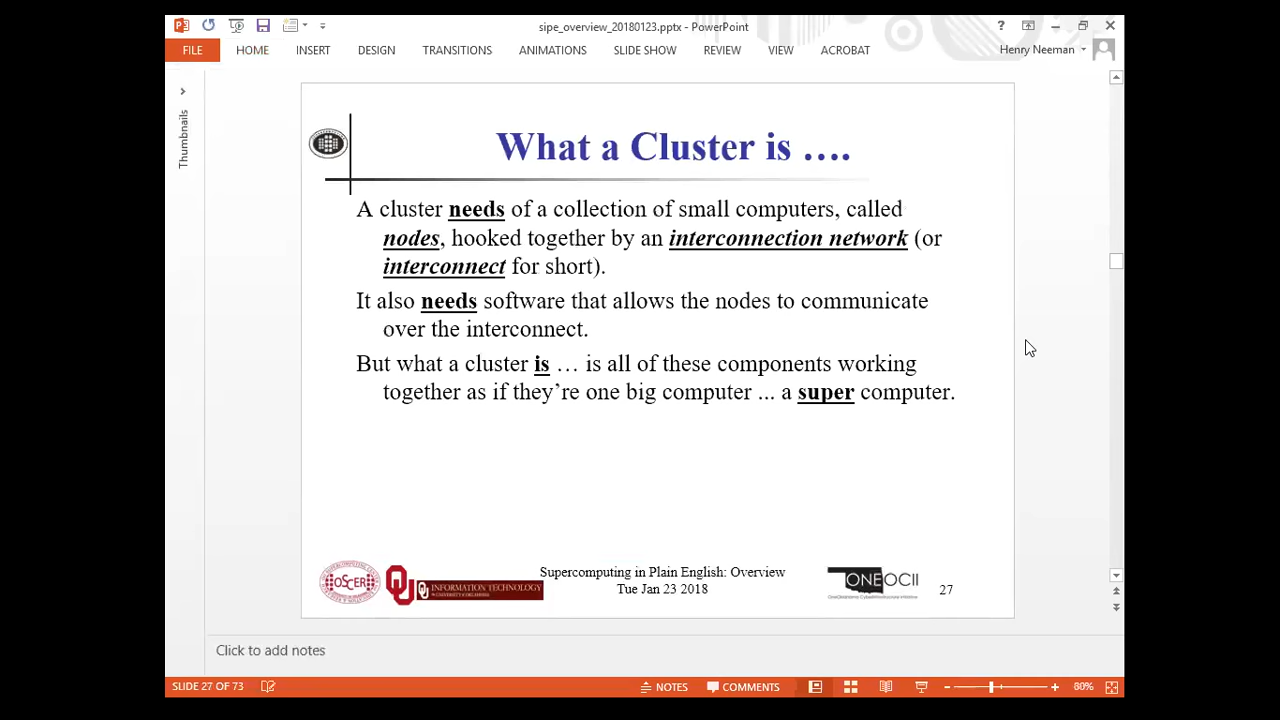 sipe_overview_20180123.pptx - PowerPoint
?
FILE HOME INSERT DESIGN TRANSITIONS ANIMATIONS SLIDE SHOW REVIEW VIEW ACROBAT Henry Neeman
Thumbnails
What a Cluster is ….
A cluster needs of a collection of small computers, called
nodes, hooked together by an interconnection network (or
interconnect for short).
It also needs software that allows the nodes to communicate
over the interconnect.
But what a cluster is … is all of these components working
together as if they’re one big computer ... a super computer.
OSCER
INFORMATION TECHNOLOGY
Supercomputing in Plain English: Overview
Tue Jan 23 2018
ONEOCII
27
Click to add notes
SLIDE 27 OF 73 NOTES COMMENTS 80%